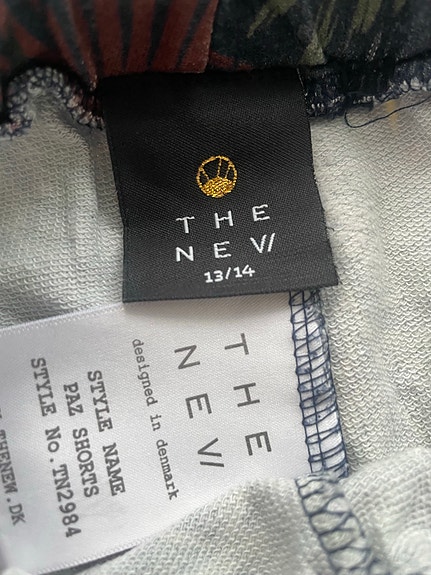 THE
NEW
13/14
THE
NEW
designed in denmark
STYLE NAME
PAZ SHORTS
STYLE No.:TN2984
THENEW.DK